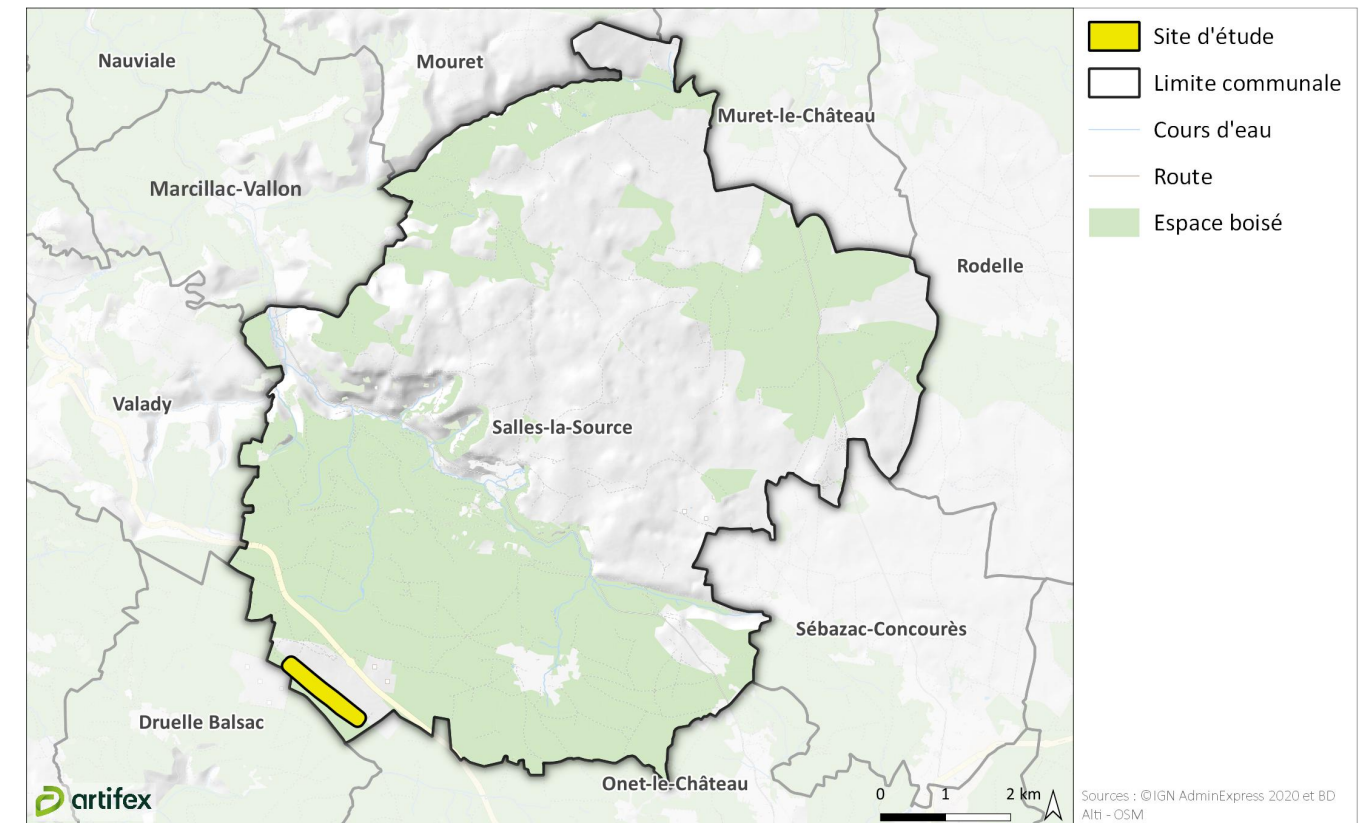 Nauviale
Mouret
Muret-le-Château
Marcillac-Vallon
Rodelle
Valady
Salles-la-Source
Sébazac-Concourès
Druelle Balsac
Onet-le-Château
artifex
0 1 2 km
Site d'étude
Limite communale
Cours d'eau
Route
Espace boisé
Sources : ©IGN AdminExpress 2020 et BD
Alti - OSM